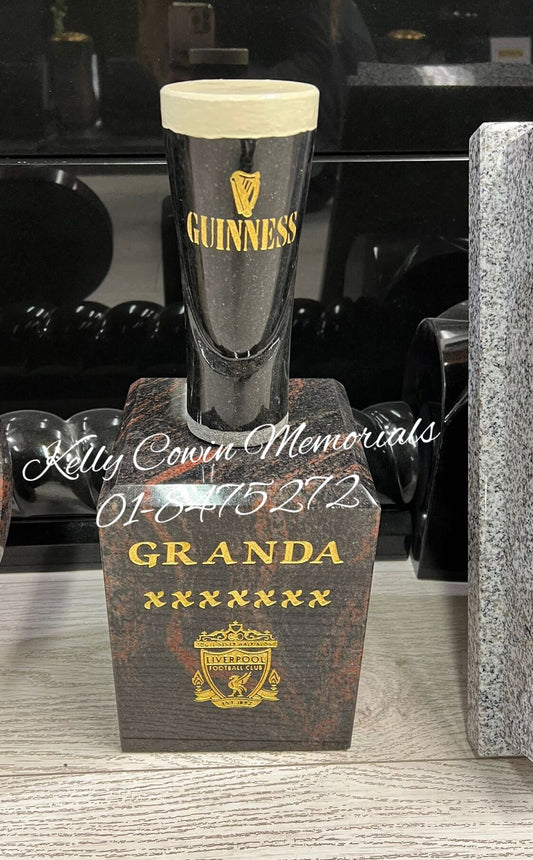 GUINNESS
Kelly Cowin Memorials
01-8475272
GRANDA
xxxxxxx
LIVERPOOL
FOOTBALL CLUB